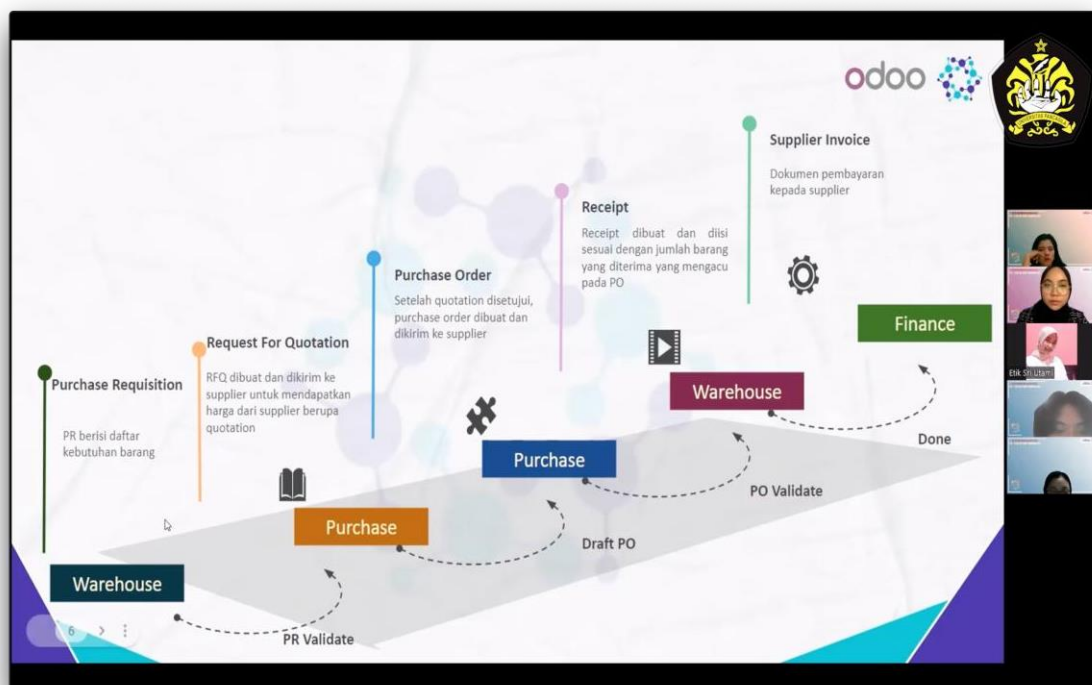 odoo
Supplier Invoice
Dokumen pembayaran
kepada supplier
Receipt
Receipt dibuat dan diisi
sesuai dengan jumlah barang
yang diterima yang mengacu
pada PO
Purchase Order
Setelah quotation disetujui,
purchase order dibuat dan
dikirim ke supplier
Request For Quotation
RFQ dibuat dan dikirim ke
supplier untuk mendapatkan
harga dari supplier berupa
quotation
Purchase Requisition
PR berisi daftar
kebutuhan barang
Finance
Warehouse
Purchase
Purchase
Warehouse
Done
PO Validate
Draft PO
PR Validate
6
Etik Sri Utami